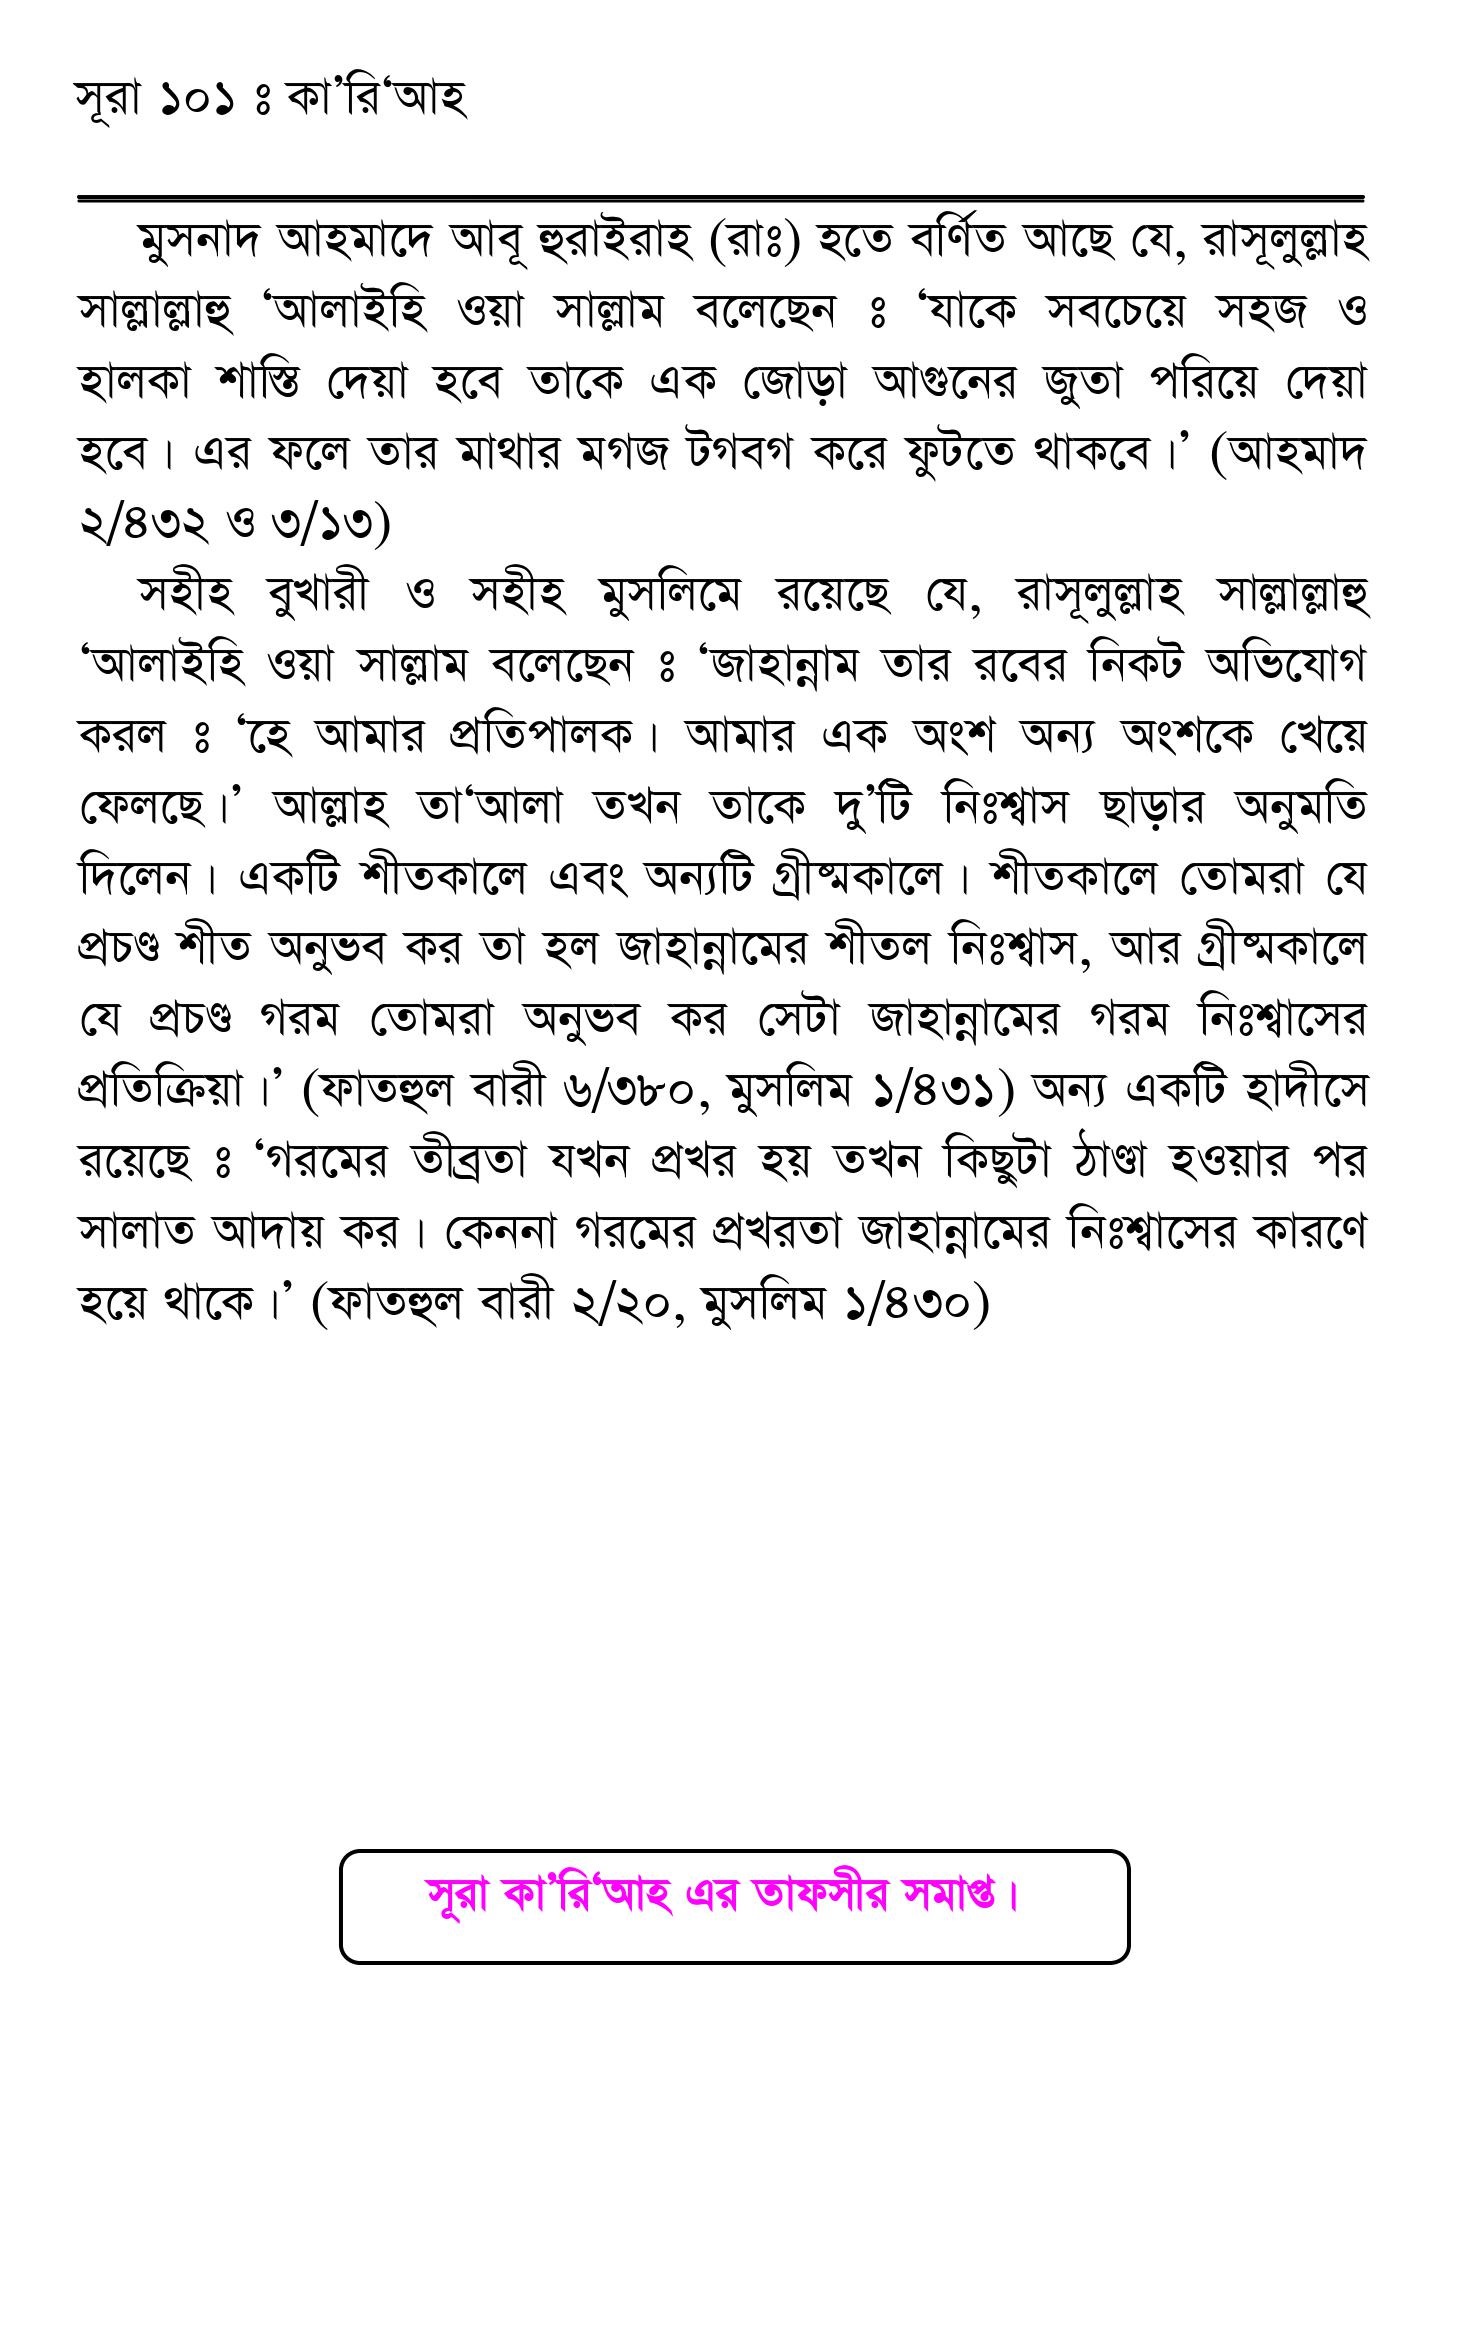 সূরা ১০১ ঃ কা’রি‘আহ
মুসনাদ আহমাদে আবূ হুরাইরাহ (রাঃ) হতে বর্ণিত আছে যে, রাসূলুল্লাহ
সাল্লাল্লাহু ‘আলাইহি ওয়া সাল্লাম বলেছেন ঃ ‘যাকে সবচেয়ে সহজ ও
হালকা শাস্তি দেয়া হবে তাকে এক জোড়া আগুনের জুতা পরিয়ে দেয়া
হবে। এর ফলে তার মাথার মগজ টগবগ করে ফুটতে থাকবে।’ (আহমাদ
২/৪৩২ ও ৩/১৩)
সহীহ বুখারী ও সহীহ মুসলিমে রয়েছে যে, রাসূলুল্লাহ সাল্লাল্লাহু
‘আলাইহি ওয়া সাল্লাম বলেছেন ঃ ‘জাহান্নাম তার রবের নিকট অভিযোগ
করল ঃ ‘হে আমার প্রতিপালক। আমার এক অংশ অন্য অংশকে খেয়ে
ফেলছে।’ আল্লাহ তা‘আলা তখন তাকে দু’টি নিঃশ্বাস ছাড়ার অনুমতি
দিলেন। একটি শীতকালে এবং অন্যটি গ্রীষ্মকালে। শীতকালে তোমরা যে
প্রচণ্ড শীত অনুভব কর তা হল জাহান্নামের শীতল নিঃশ্বাস, আর গ্রীষ্মকালে
যে প্রচণ্ড গরম তোমরা অনুভব কর সেটা জাহান্নামের গরম নিঃশ্বাসের
প্রতিক্রিয়া।’ (ফাতহুল বারী ৬/৩৮০, মুসলিম ১/৪৩১) অন্য একটি হাদীসে
রয়েছে ঃ ‘গরমের তীব্রতা যখন প্রখর হয় তখন কিছুটা ঠাণ্ডা হওয়ার পর
সালাত আদায় কর। কেননা গরমের প্রখরতা জাহান্নামের নিঃশ্বাসের কারণে
হয়ে থাকে।’ (ফাতহুল বারী ২/২০, মুসলিম ১/৪৩০)
সূরা কা’রি‘আহ এর তাফসীর সমাপ্ত।